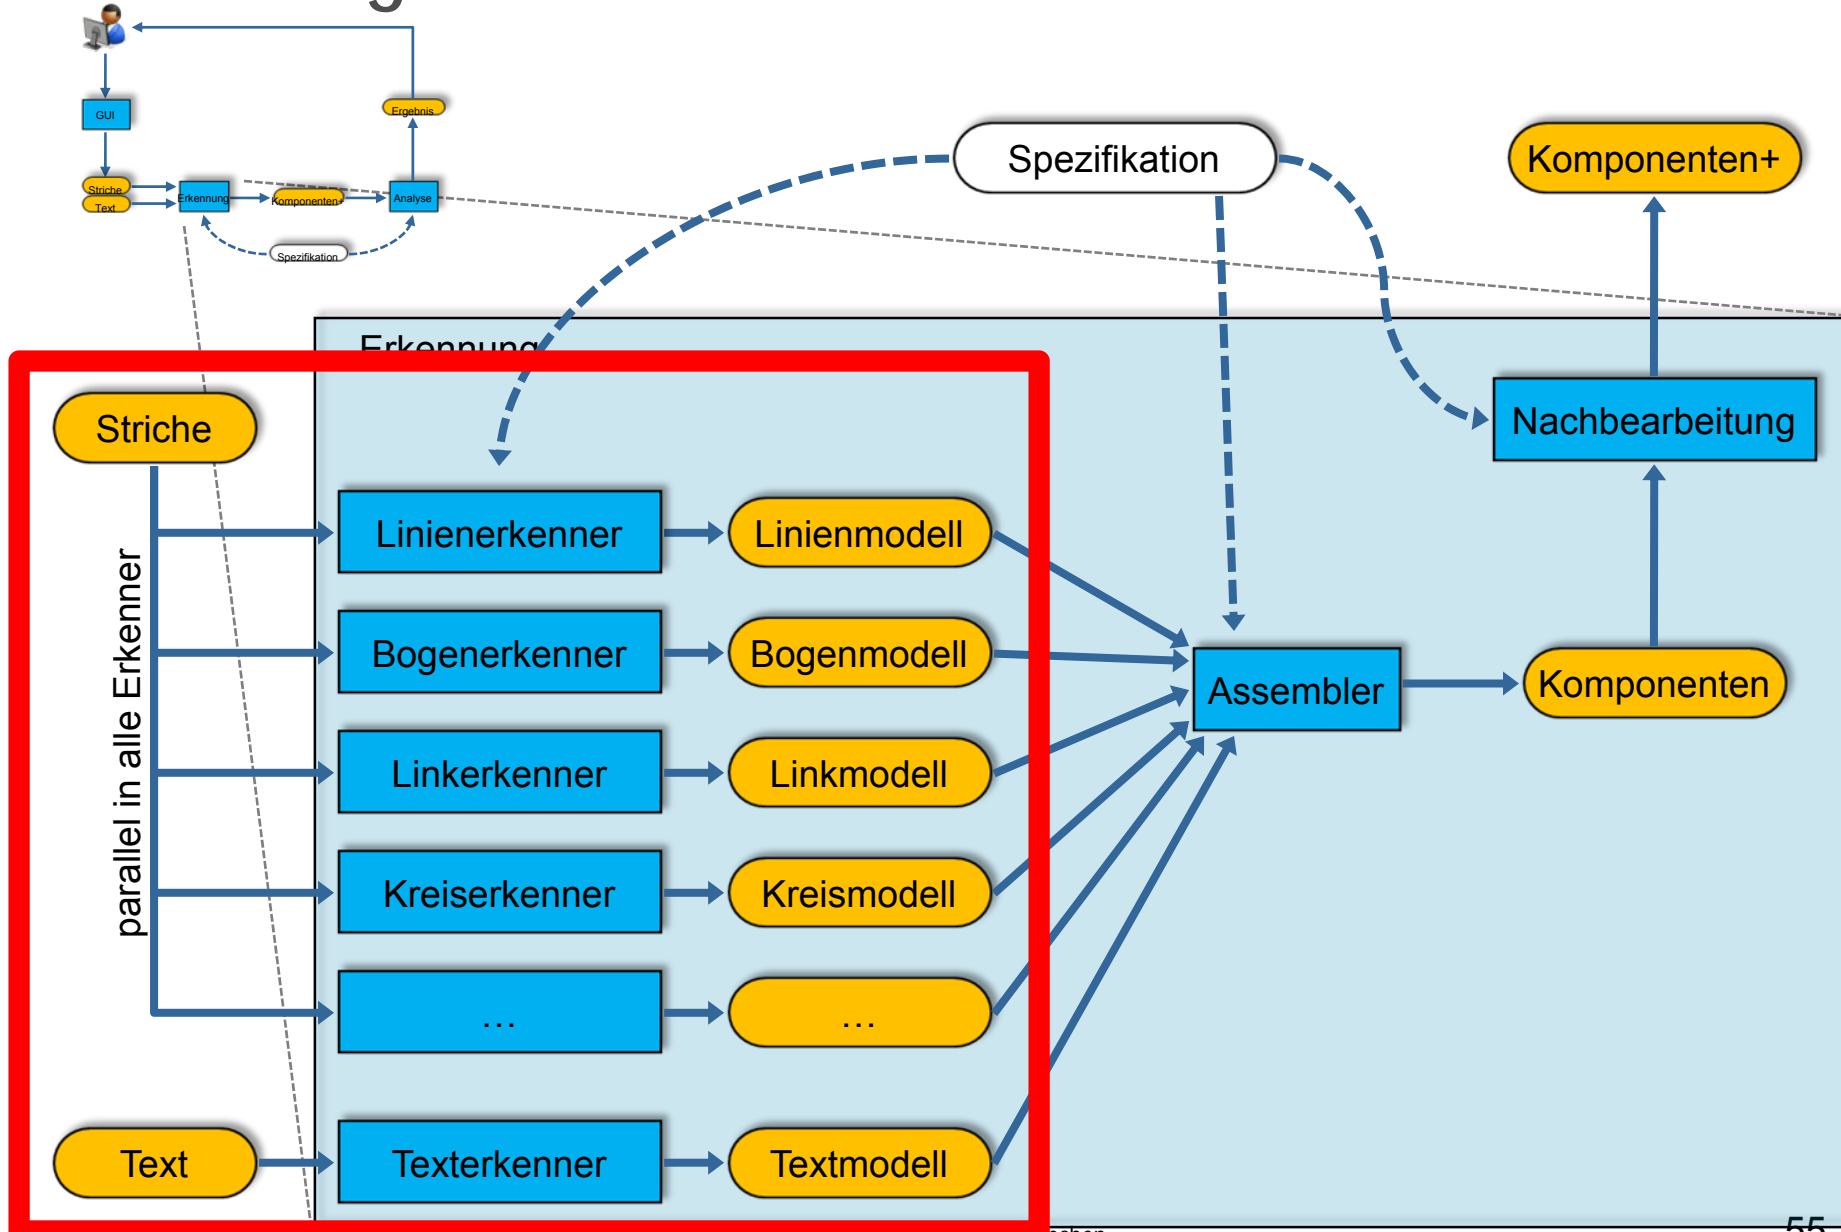 g
GUI
Ergebnis
Striche
Text
Erkennung
Komponenten+
Analyse
Spezifikation
Spezifikation
Komponenten+
Erkennung
Striche
Nachbearbeitung
parallel in alle Erkenner
Linienerkenner
Linienmodell
Bogenerkenner
Bogenmodell
Assembler
Komponenten
Linkerkenner
Linkmodell
Kreiserkenner
Kreismodell
…
…
Text
Texterkenner
Textmodell
55